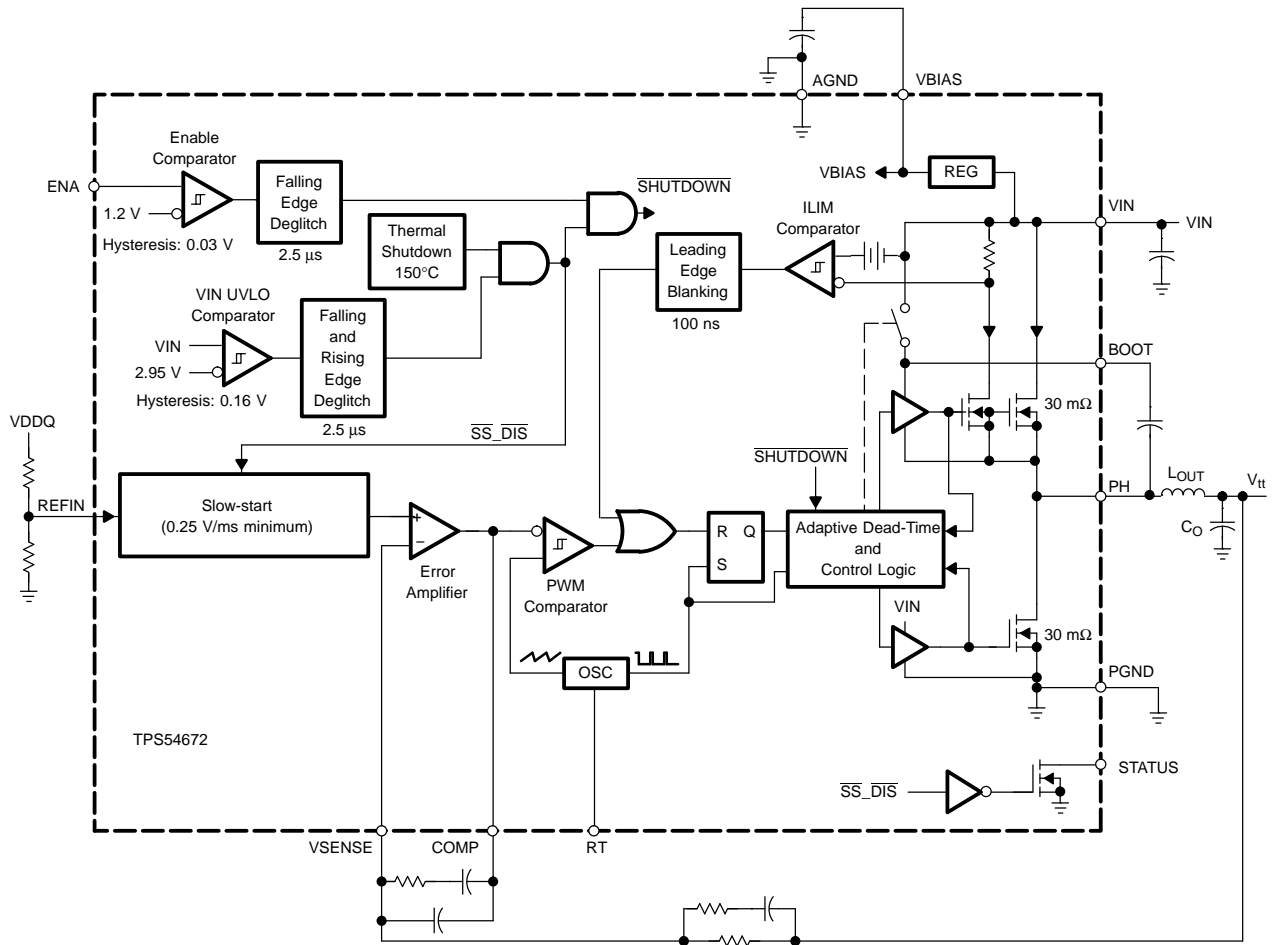 AGND
VBIAS
Enable
Comparator
ENA
1.2 V
Hysteresis: 0.03 V
Falling
Edge
Deglitch
2.5 μs
SHUTDOWN
VBIAS
REG
VIN
VIN
ILIM
Comparator
Thermal
Shutdown
150°C
Leading
Edge
Blanking
100 ns
VIN UVLO
Comparator
VIN
2.95 V
Hysteresis: 0.16 V
Falling
and
Rising
Edge
Deglitch
2.5 μs
BOOT
30 mΩ
VDDQ
SS_DIS
SHUTDOWN
REFIN
Slow-start
(0.25 V/ms minimum)
+
−
Error
Amplifier
PWM
Comparator
R Q
S
Adaptive Dead-Time
and
Control Logic
PH
LOUT
Vtt
CO
VIN
30 mΩ
OSC
PGND
TPS54672
SS_DIS
STATUS
VSENSE
COMP
RT